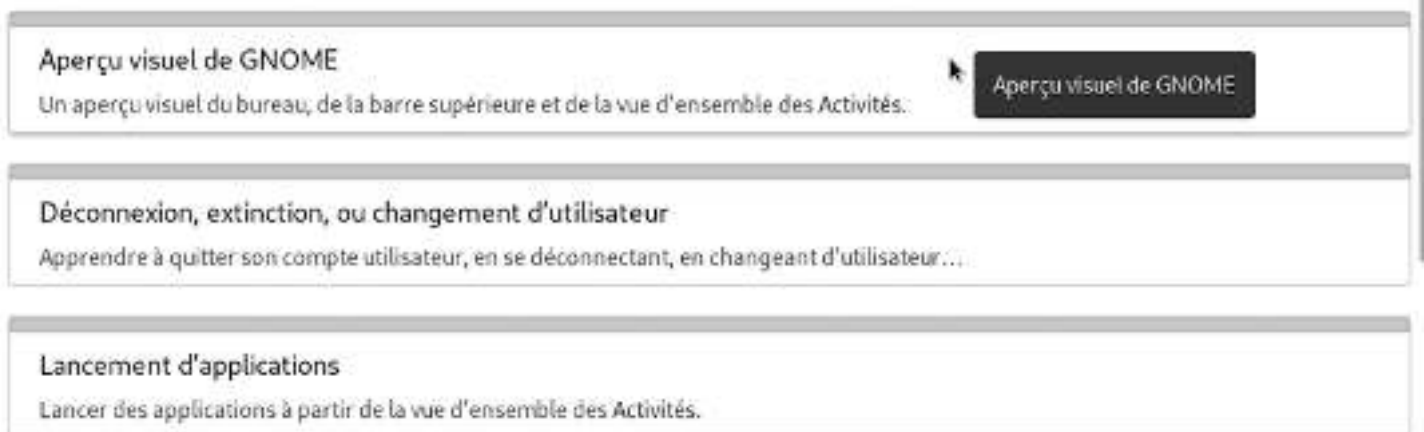 Aperçu visuel de GNOME
Un aperçu visuel du bureau, de la barre supérieure et de la vue d'ensemble des Activités.
Aperçu visuel de GNOME
Déconnexion, extinction, ou changement d'utilisateur
Apprendre à quitter son compte utilisateur, en se déconnectant, en changeant d'utilisateur…
Lancement d'applications
Lancer des applications à partir de la vue d'ensemble des Activités.